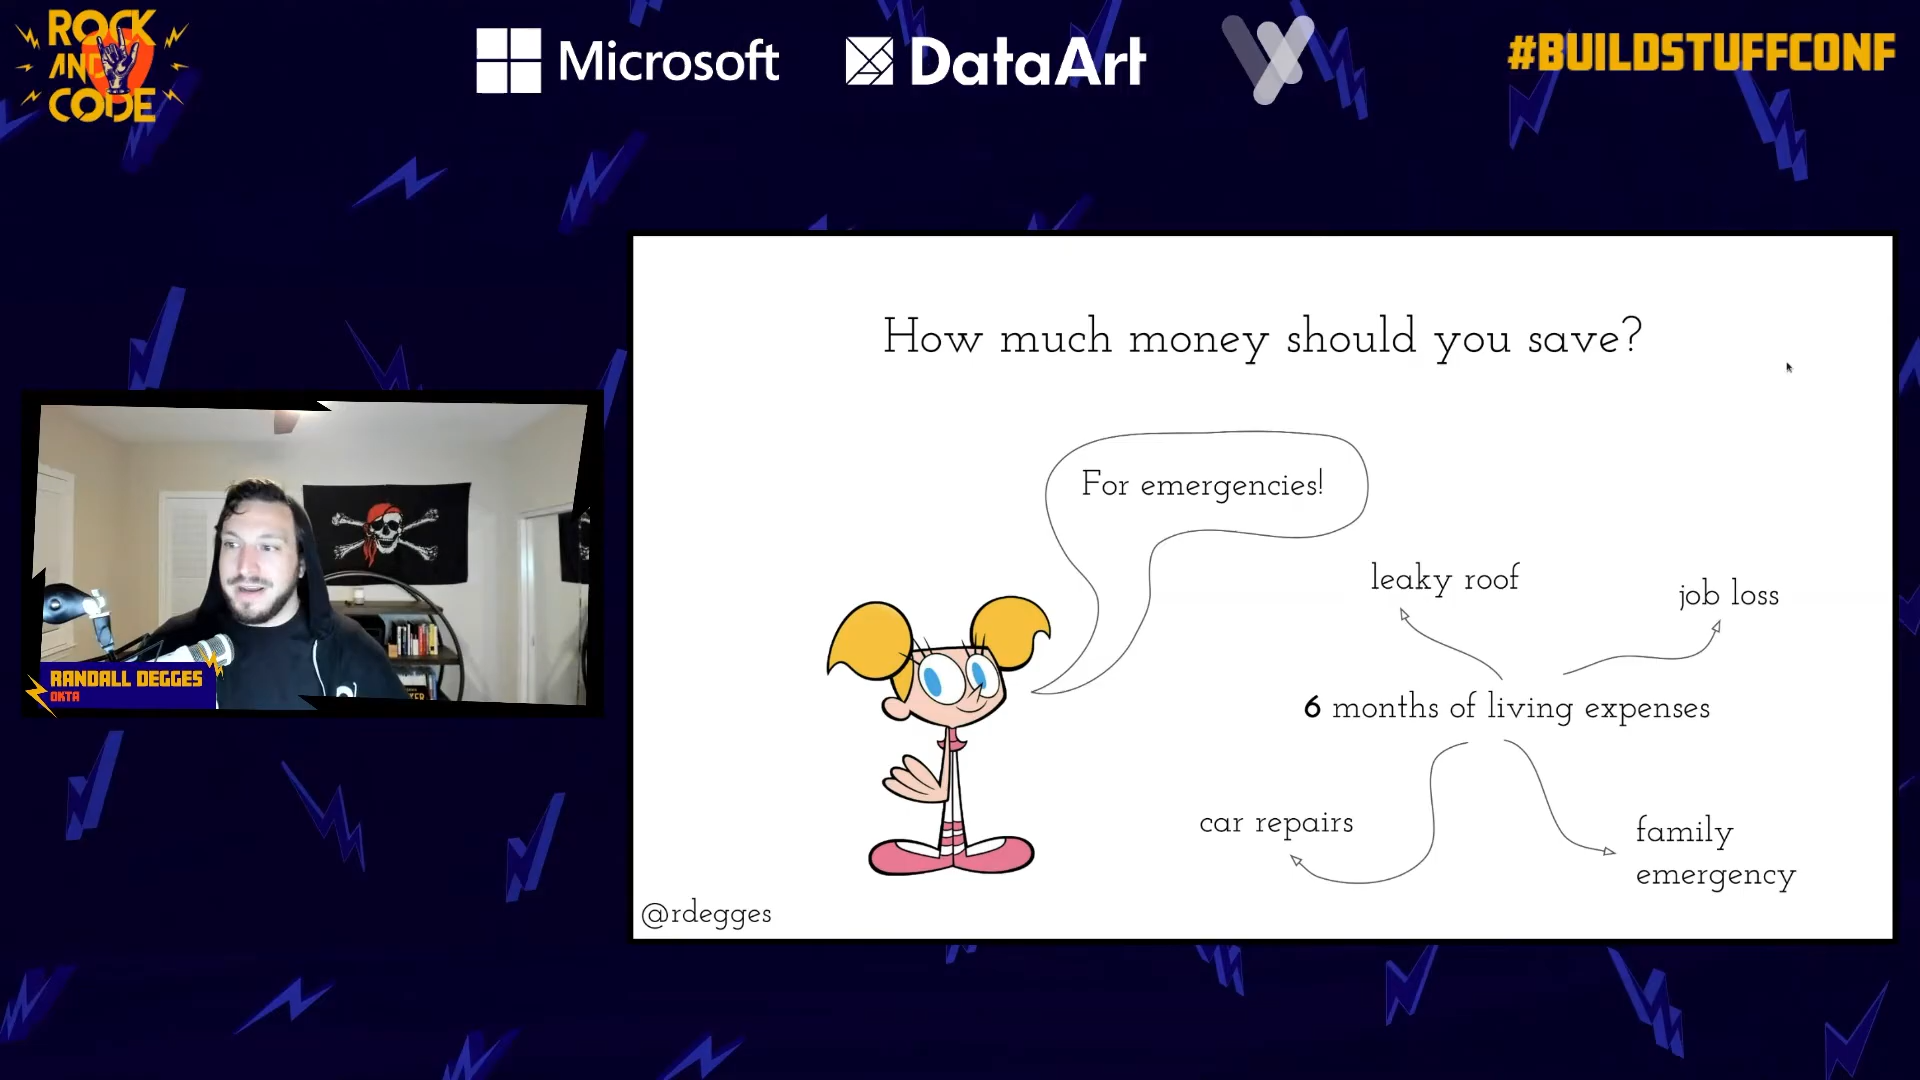 ROCK
AND
CODE
Microsoft
DataArt
#BUILDSTUFFCONF
How much money should you save?
For emergencies!
leaky roof
job loss
6 months of living expenses
car repairs
family
emergency
@rdegges
RANDALL DEGGES
OKTA